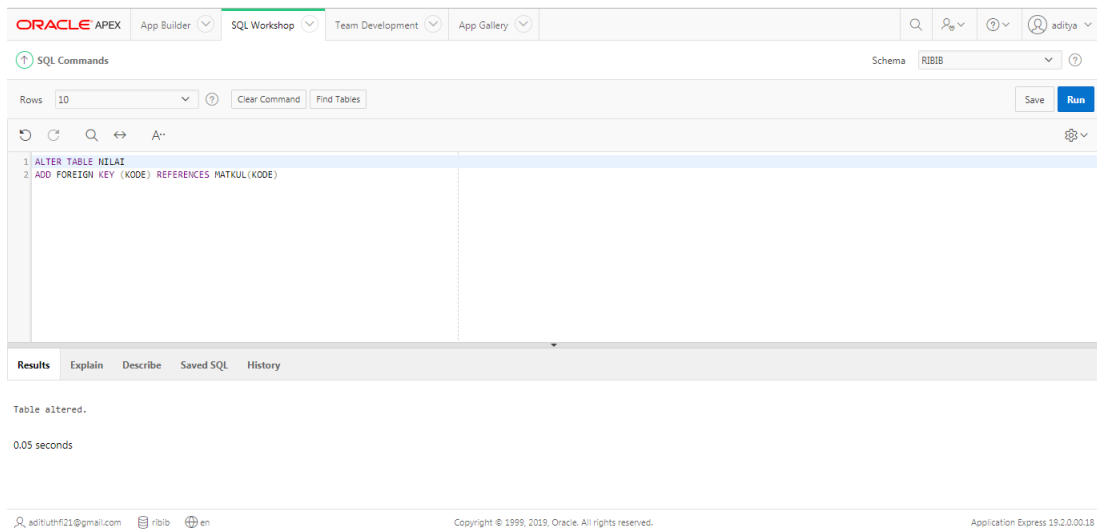 ORACLE APEX App Builder SQL Workshop Team Development App Gallery aditya
SQL Commands Schema RIBIB
Rows 10 Clear Command Find Tables Save Run
A··
1 ALTER TABLE NILAI
2 ADD FOREIGN KEY (KODE) REFERENCES MATKUL(KODE)
Results Explain Describe Saved SQL History
Table altered.
0.05 seconds
aditluthfi21@gmail.com ribib en Copyright © 1999, 2019, Oracle. All rights reserved. Application Express 19.2.0.00.18